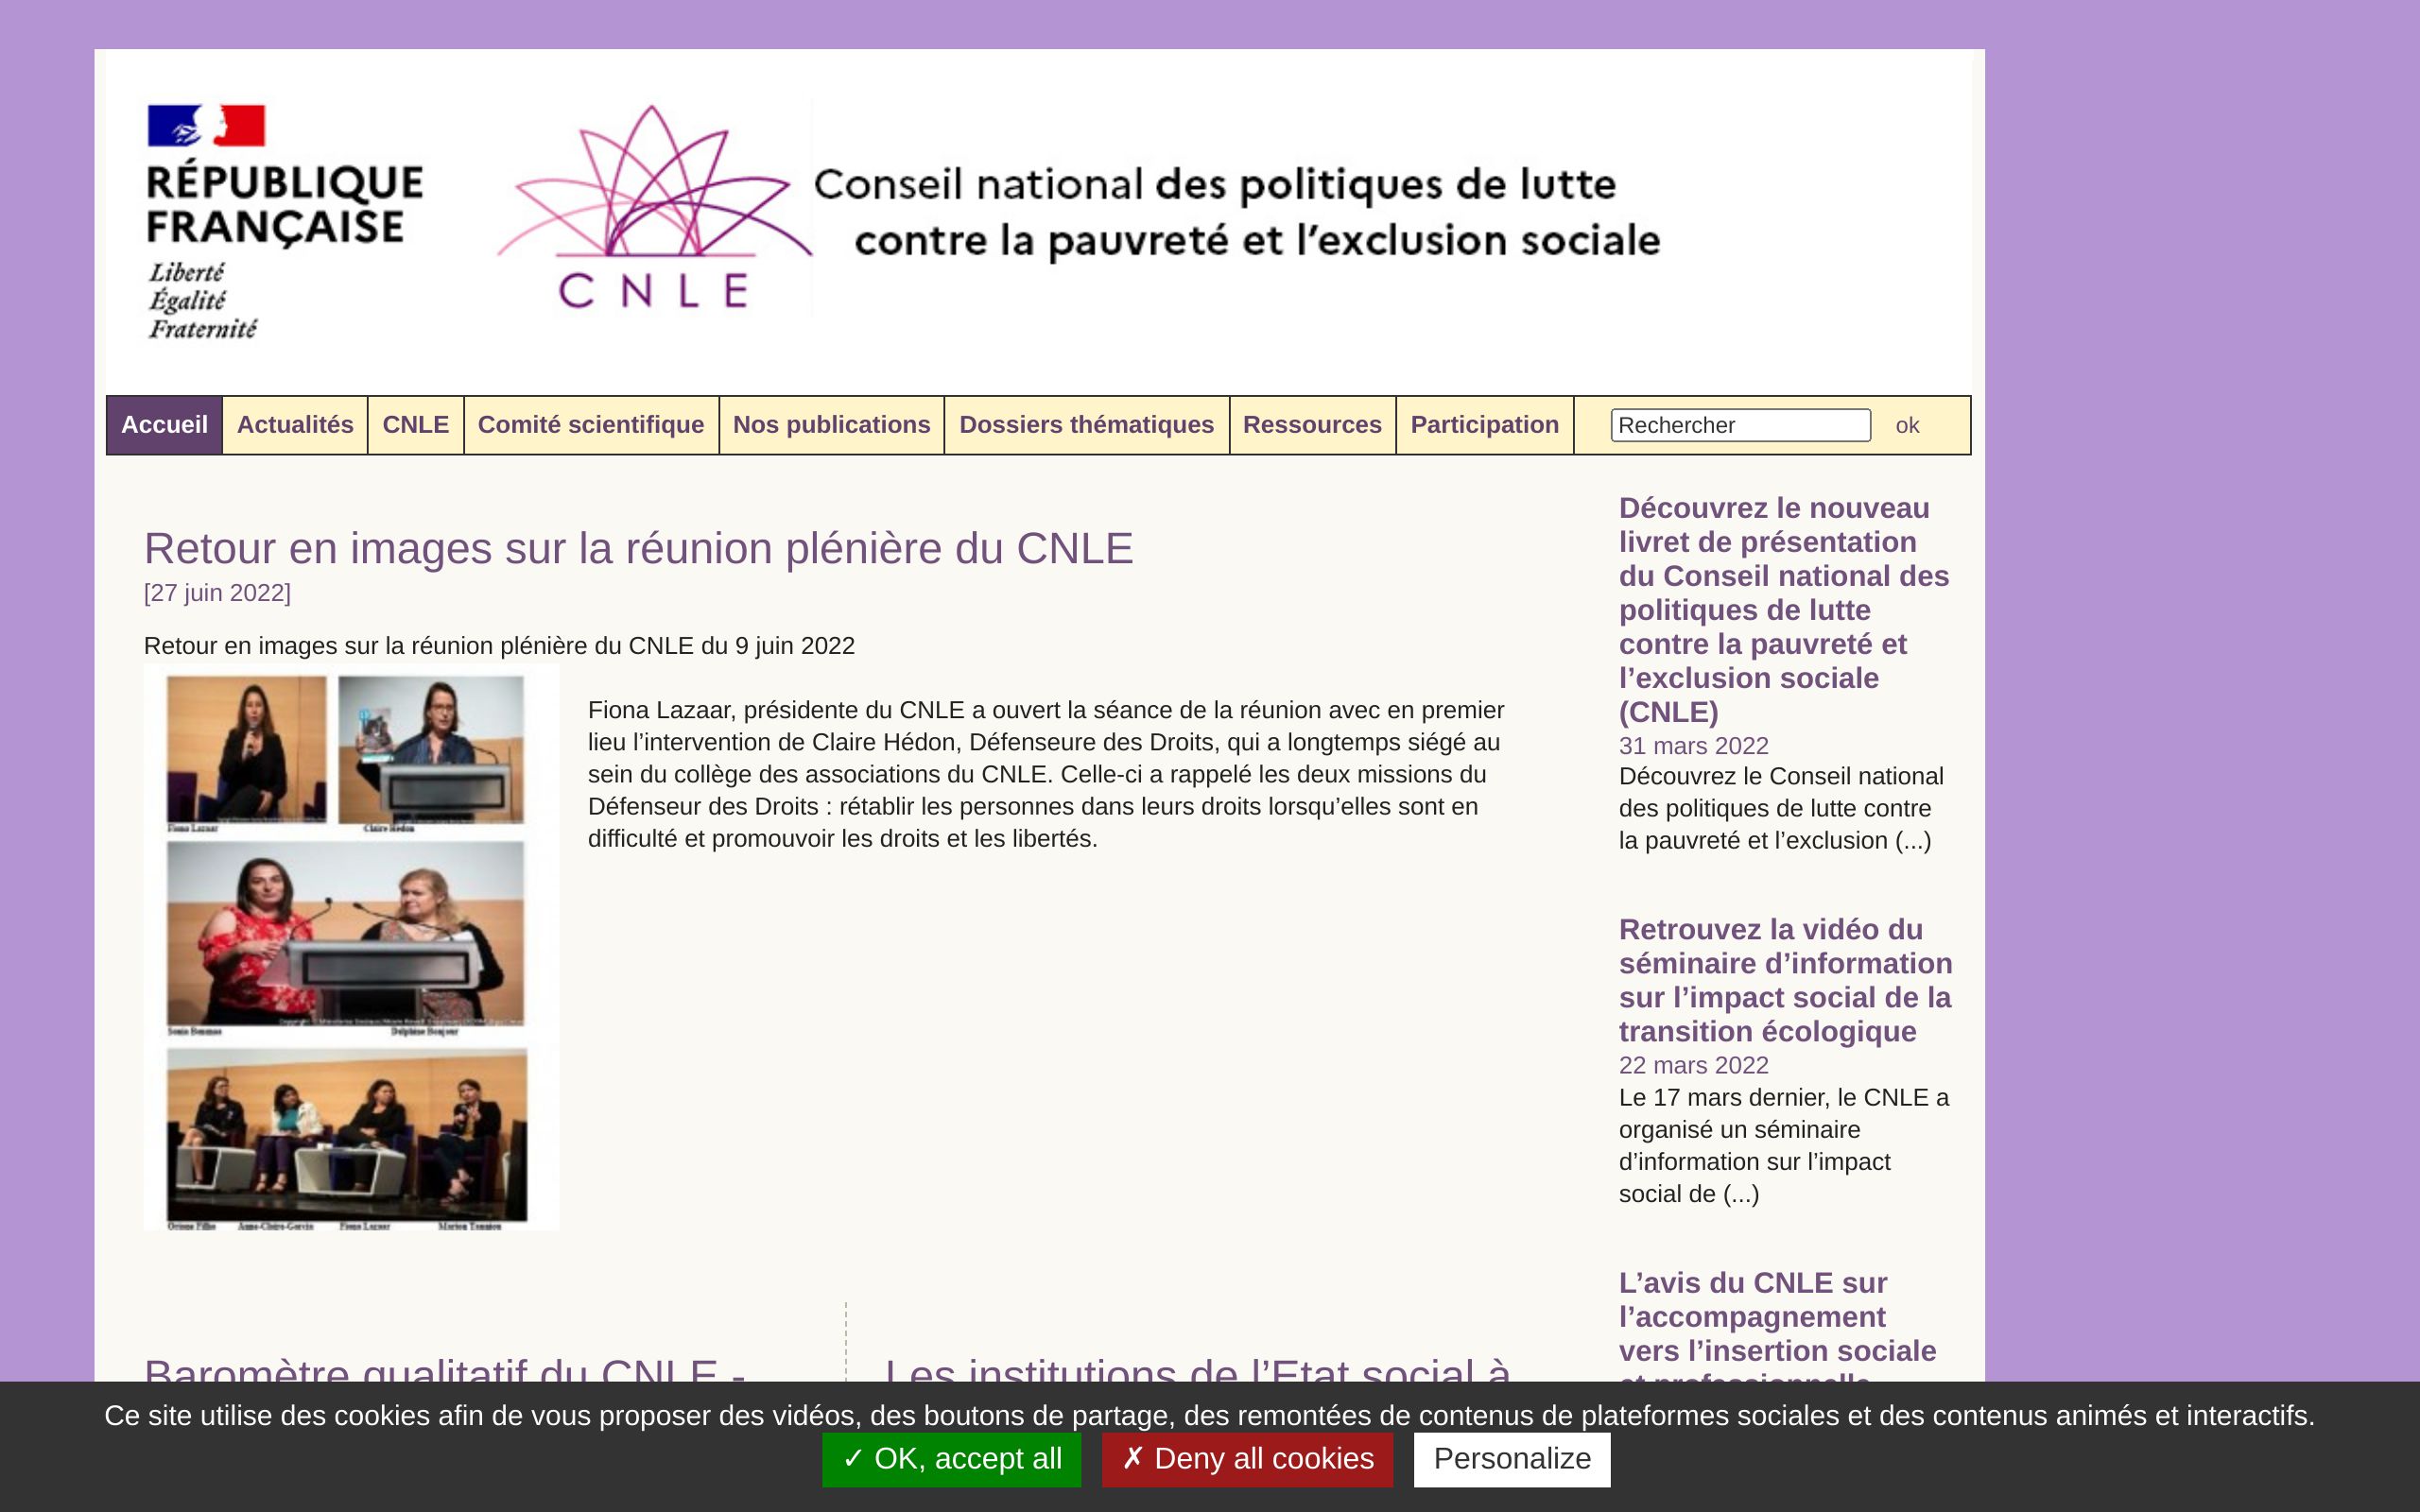 RÉPUBLIQUE
FRANÇAISE
Liberté
Égalité
Fraternité
CNLE
Conseil national des politiques de lutte
contre la pauvreté et l'exclusion sociale
Accueil Actualités CNLE Comité scientifique Nos publications Dossiers thématiques Ressources Participation Rechercher ok
Retour en images sur la réunion plénière du CNLE
[27 juin 2022]
Retour en images sur la réunion plénière du CNLE du 9 juin 2022
Fiona Lazaar Claire Hédon
Delphine Bonjour
Fiona Lazaar
Fiona Lazaar, présidente du CNLE a ouvert la séance de la réunion avec en premier
lieu l’intervention de Claire Hédon, Défenseure des Droits, qui a longtemps siégé au
sein du collège des associations du CNLE. Celle-ci a rappelé les deux missions du
Défenseur des Droits : rétablir les personnes dans leurs droits lorsqu’elles sont en
difficulté et promouvoir les droits et les libertés.
Baromètre qualitatif du CNLE -
Les institutions de l’Etat social à
Découvrez le nouveau
livret de présentation
du Conseil national des
politiques de lutte
contre la pauvreté et
l’exclusion sociale
(CNLE)
31 mars 2022
Découvrez le Conseil national
des politiques de lutte contre
la pauvreté et l’exclusion (...)
Retrouvez la vidéo du
séminaire d’information
sur l’impact social de la
transition écologique
22 mars 2022
Le 17 mars dernier, le CNLE a
organisé un séminaire
d’information sur l’impact
social de (...)
L’avis du CNLE sur
l’accompagnement
vers l’insertion sociale
et professionnelle
Ce site utilise des cookies afin de vous proposer des vidéos, des boutons de partage, des remontées de contenus de plateformes sociales et des contenus animés et interactifs.
✓ OK, accept all ✗ Deny all cookies Personalize